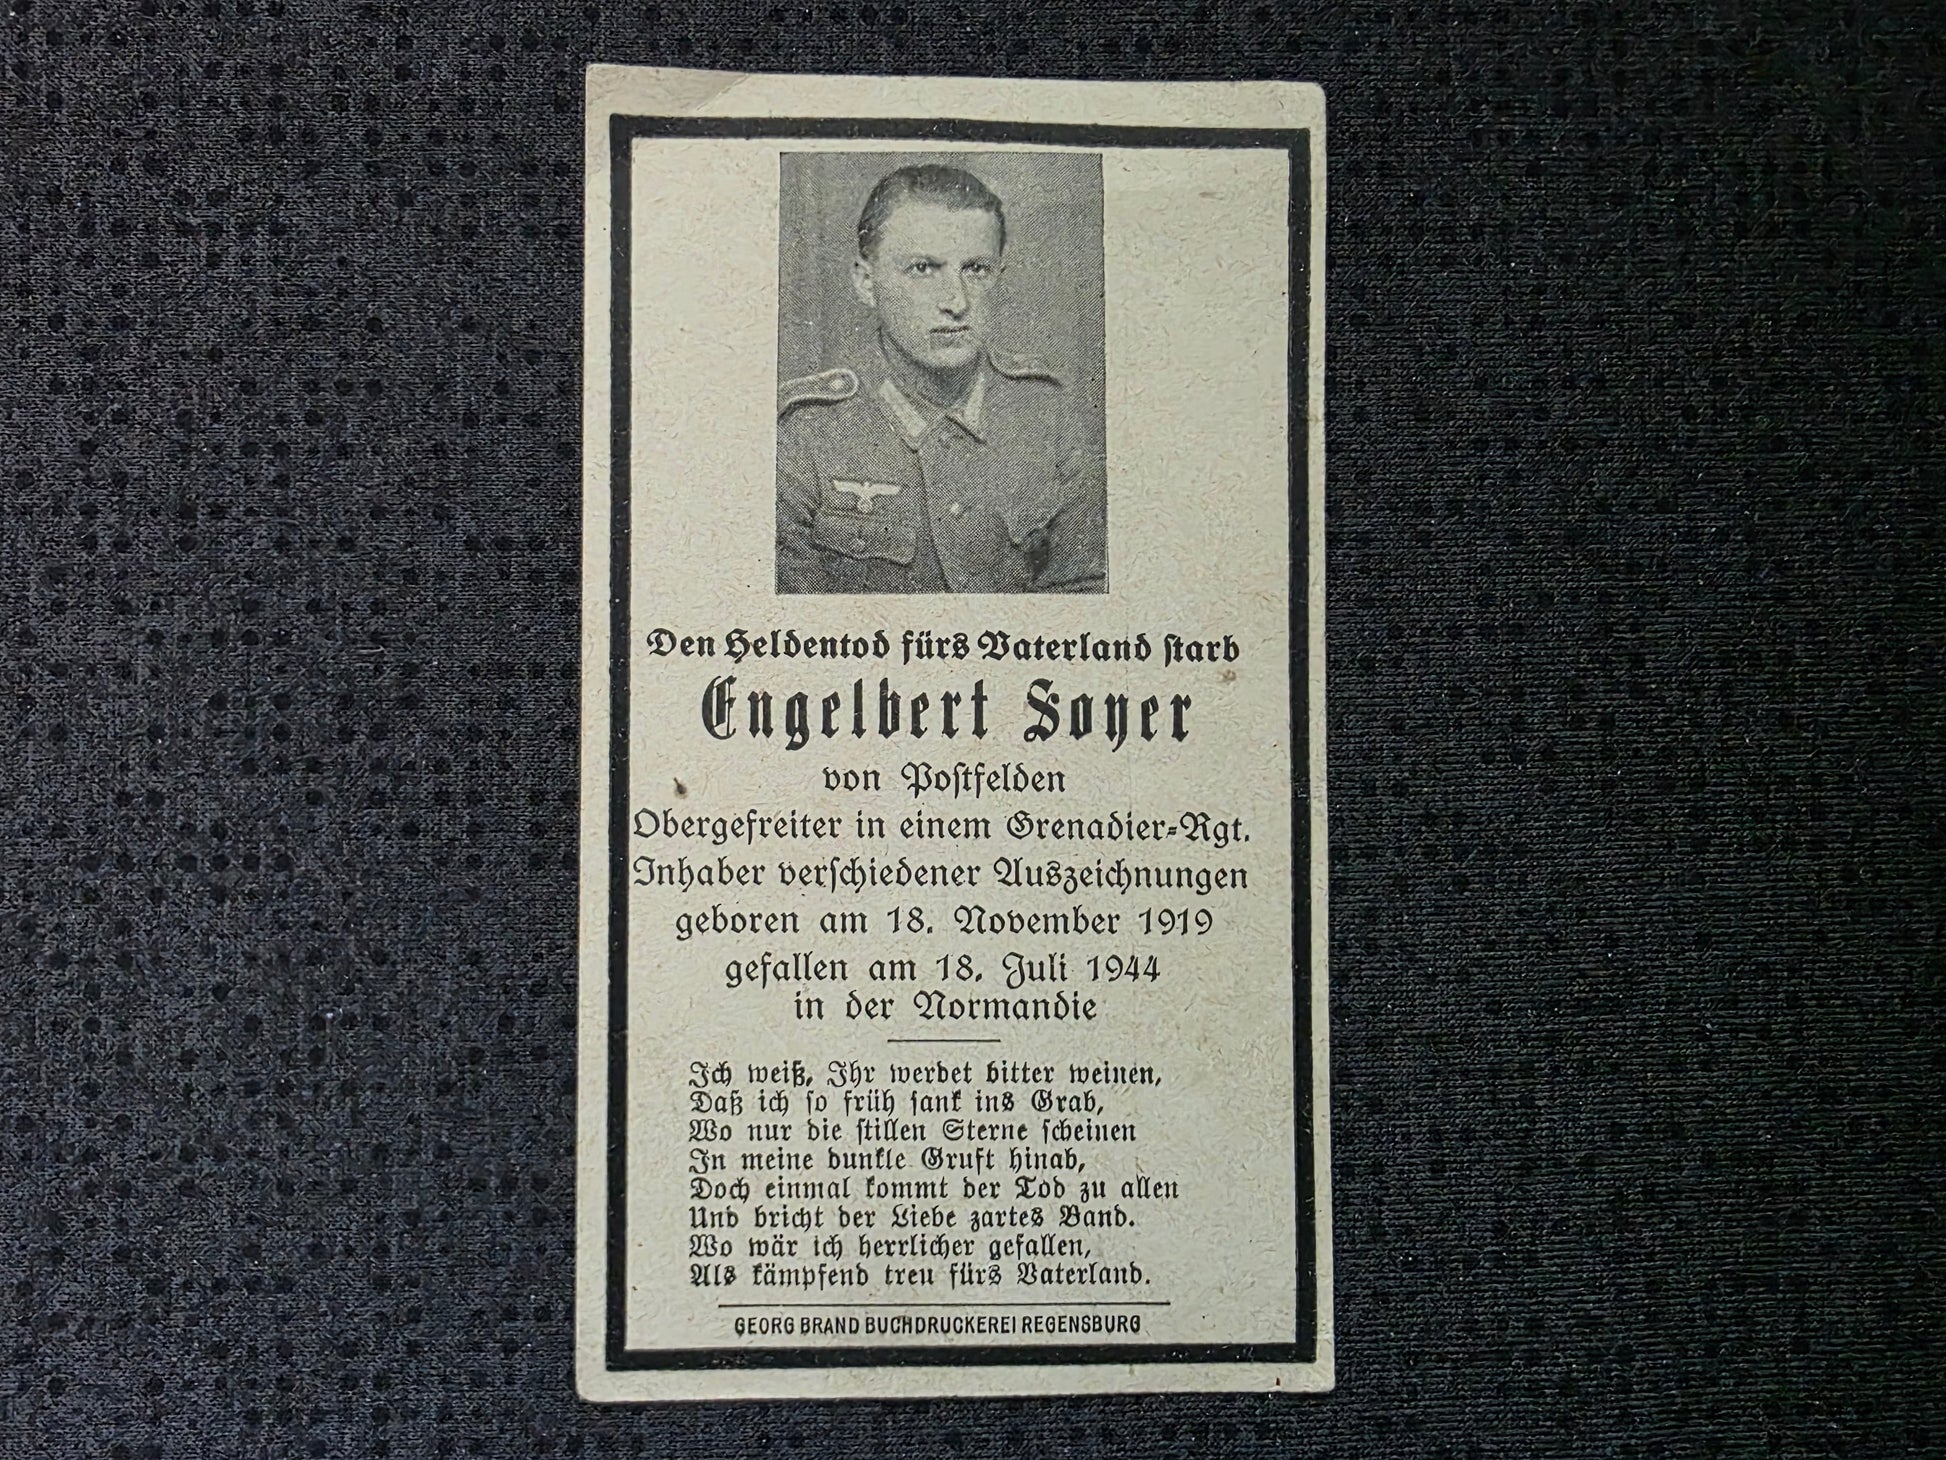 Den Heldentod fürs Vaterland starb
Engelbert Soyer
von Postfelden
Obergefreiter in einem Grenadier-Rgt.
Inhaber verschiedener Auszeichnungen
geboren am 18. November 1919
gefallen am 18. Juli 1944
in der Normandie
Ich weiß, Ihr werdet bitter weinen,
Daß ich so früh sank ins Grab,
Wo nur die stillen Sterne scheinen
In meine dunkle Gruft hinab,
Doch einmal kommt der Tod zu allen
Und bricht der Liebe zartes Band.
Wo wär ich herrlicher gefallen,
Als kämpfend treu fürs Vaterland.
GEORG BRAND BUCHDRUCKEREI REGENSBURG